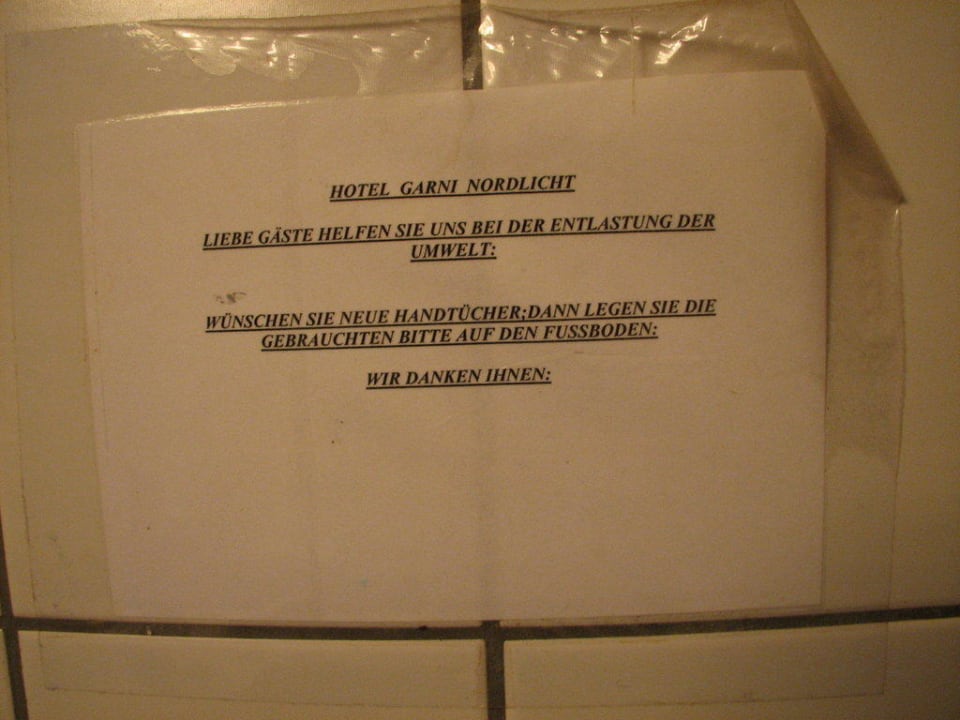 HOTEL GARNI NORDLICHT
LIEBE GÄSTE HELFEN SIE UNS BEI DER ENTLASTUNG DER
UMWELT:
WÜNSCHEN SIE NEUE HANDTÜCHER;DANN LEGEN SIE DIE
GEBRAUCHTEN BITTE AUF DEN FUSSBODEN:
WIR DANKEN IHNEN: